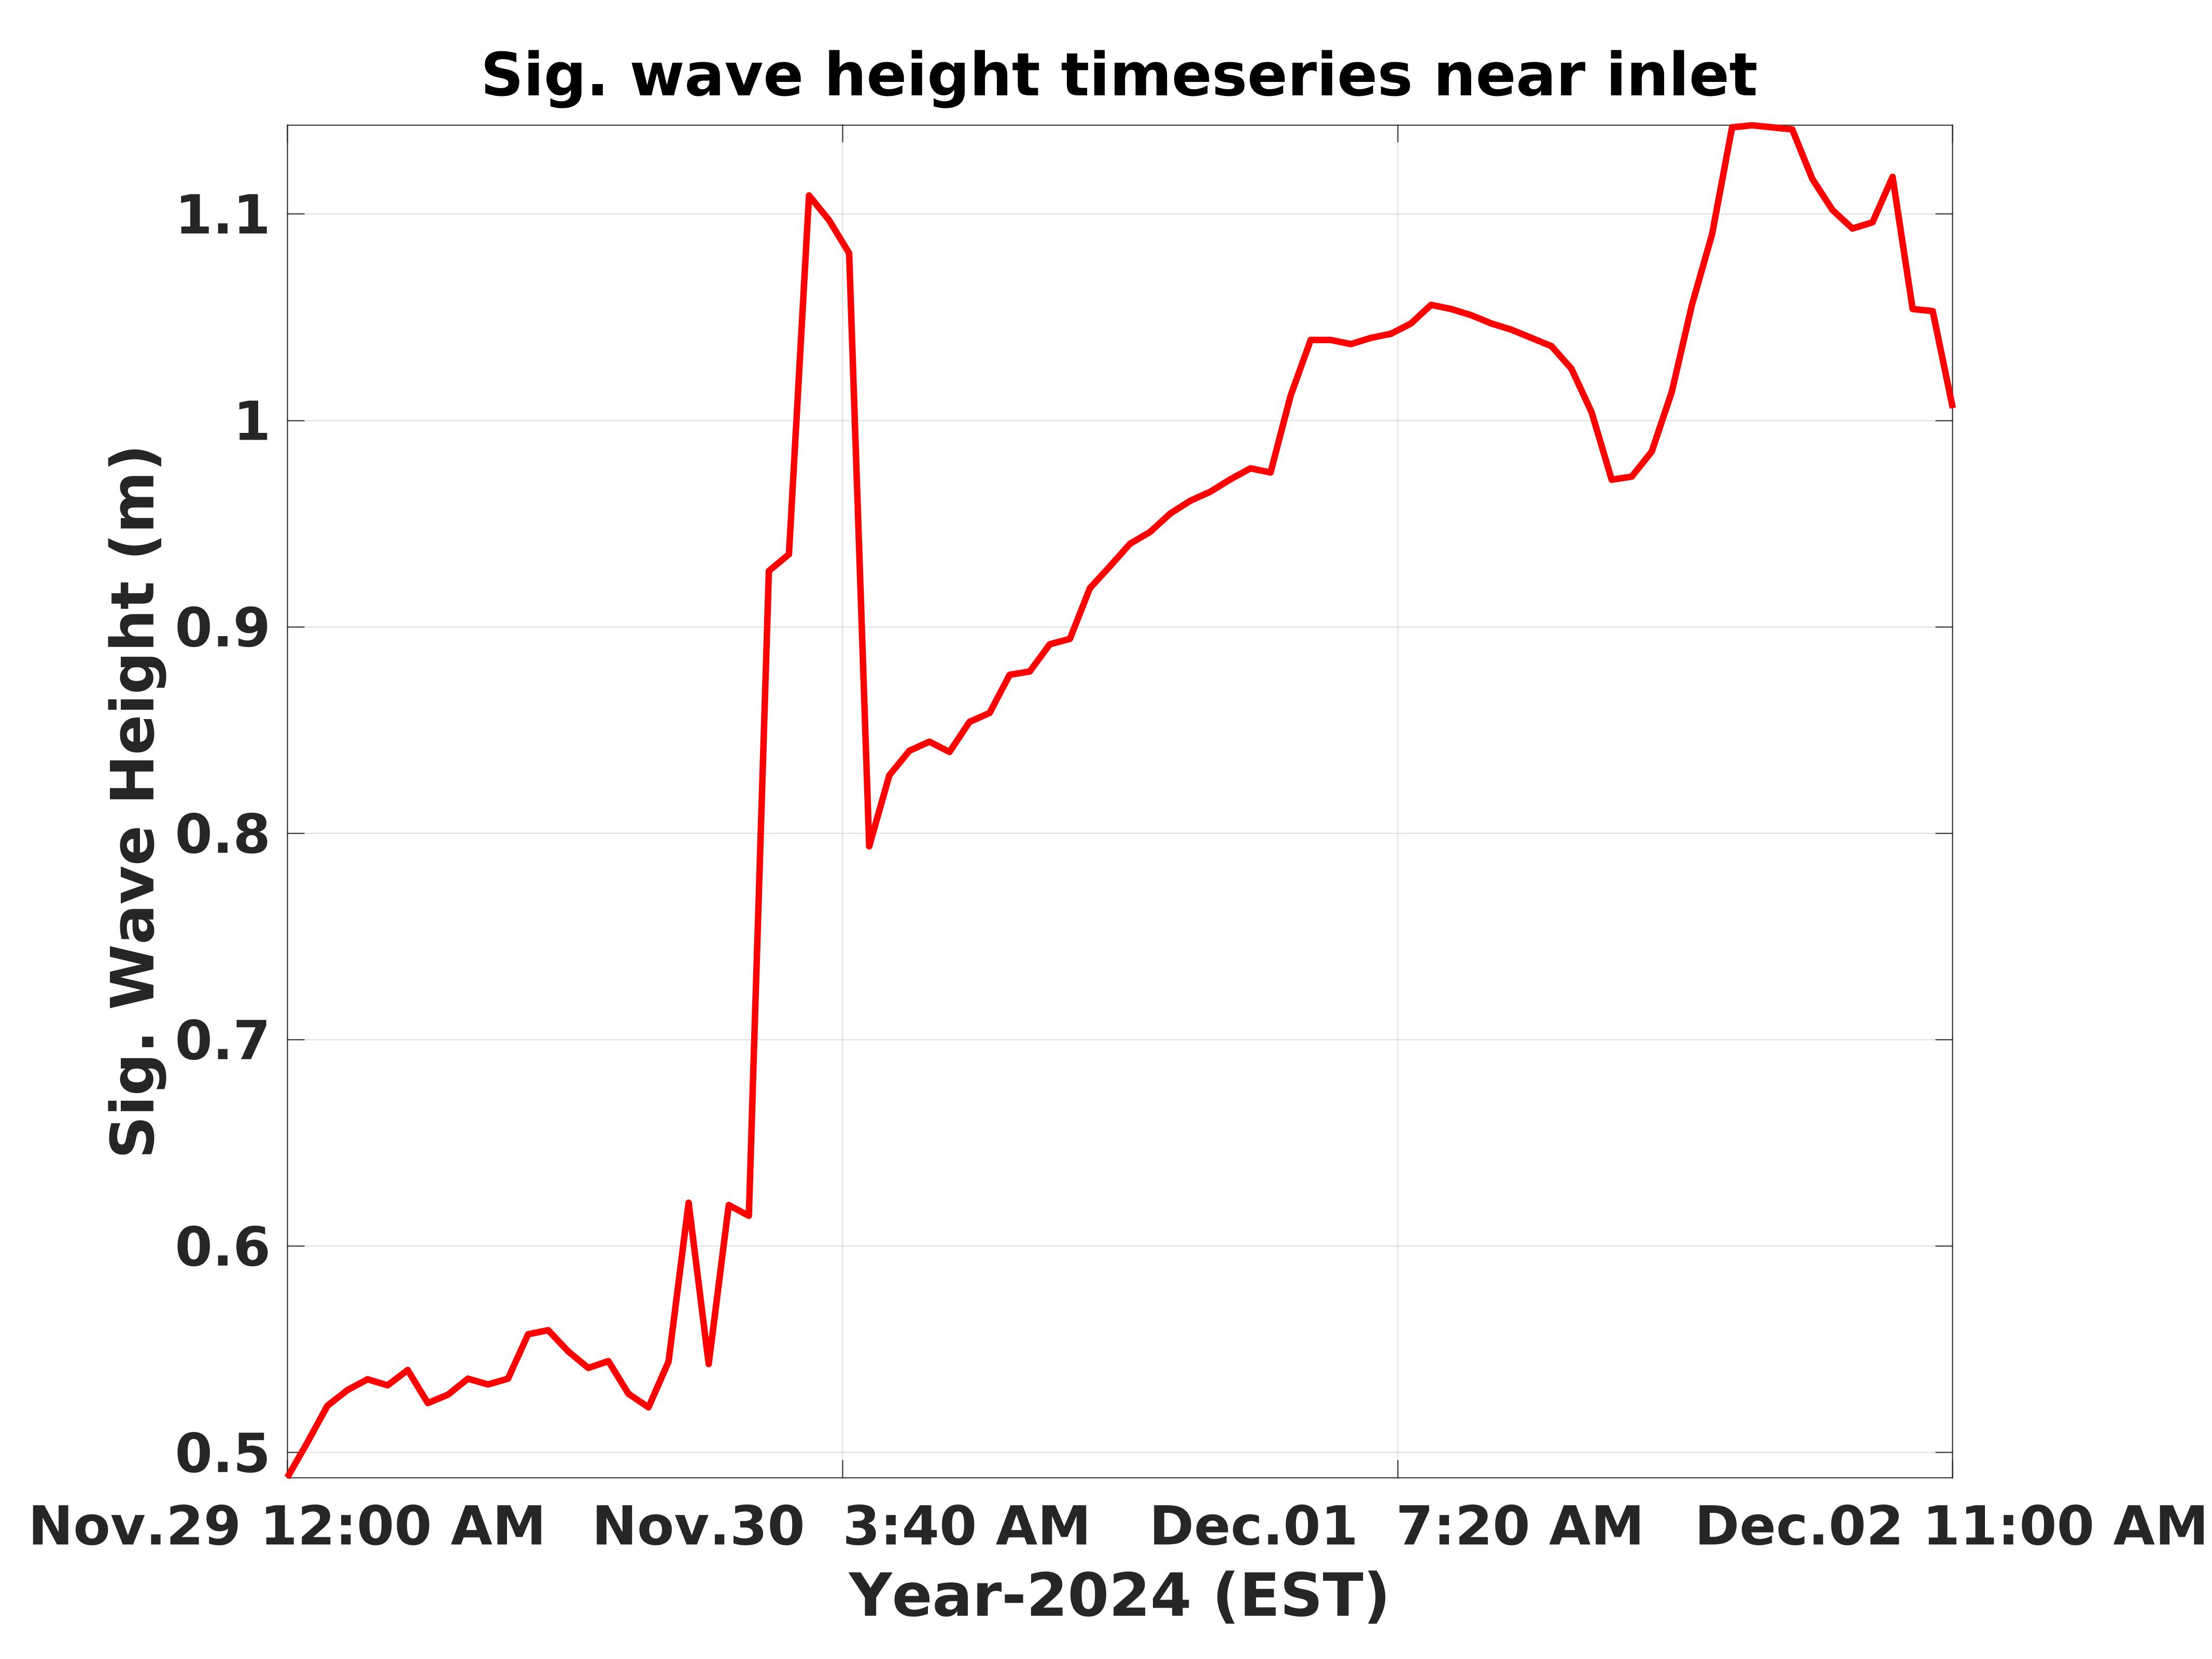 Sig. wave height timeseries near inlet
Sig. Wave Height (m)
1.1
1
0.9
0.8
0.7
0.6
0.5
Nov.29 12:00 AM Nov.30 3:40 AM Dec.01 7:20 AM Dec.02 11:00 AM
Year-2024 (EST)